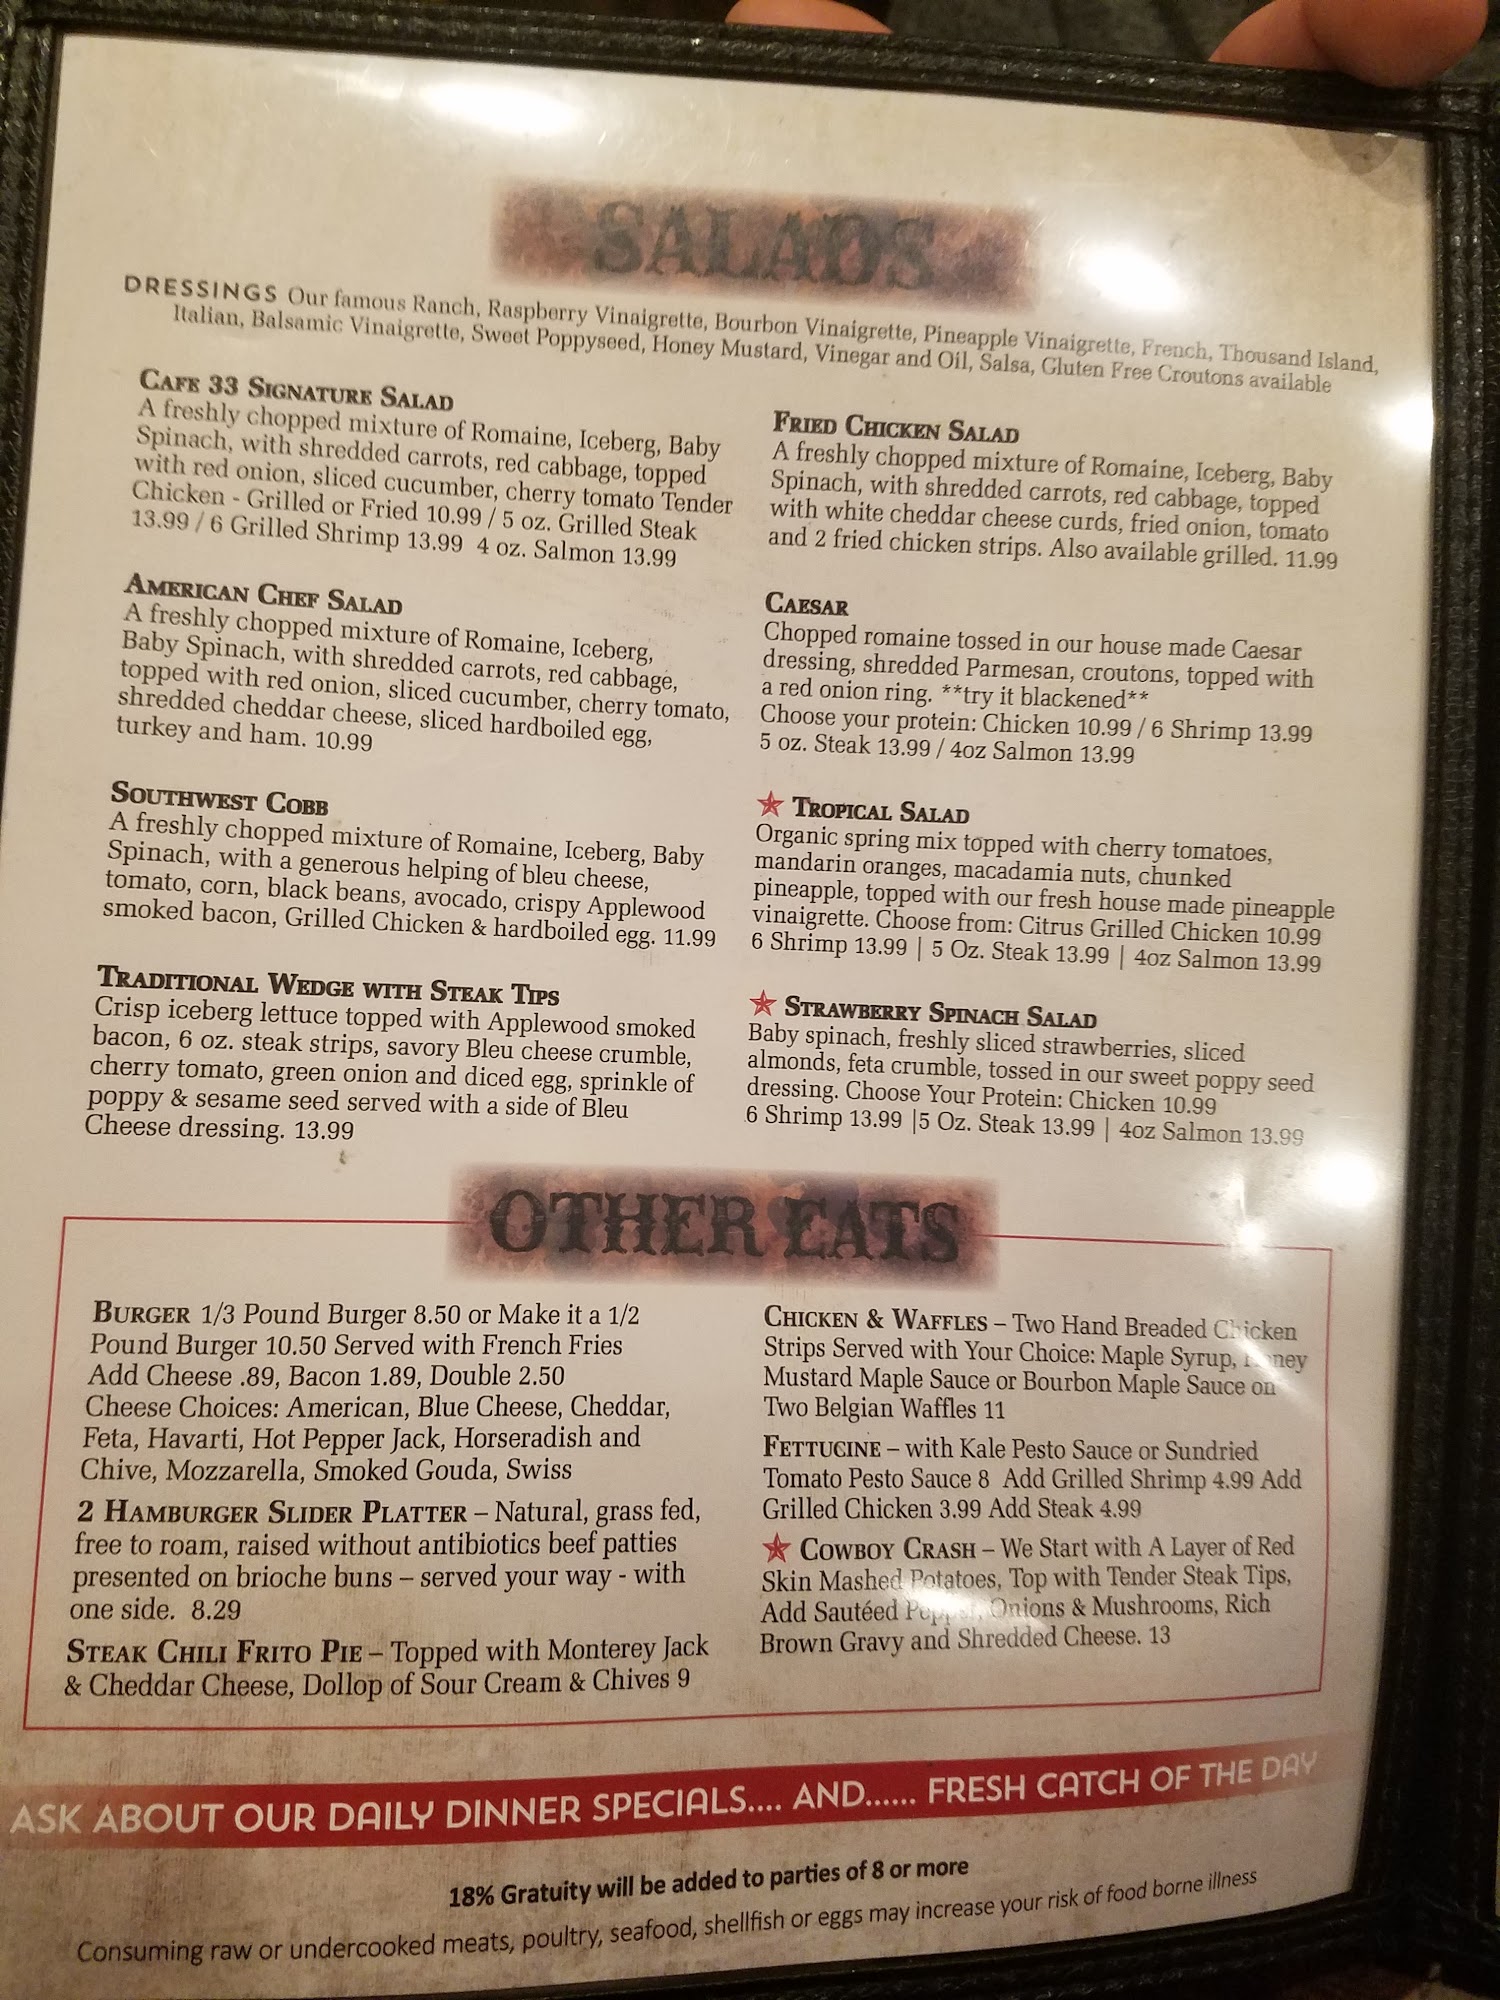 SALADS
DRESSINGS Our famous Ranch, Raspberry Vinaigrette, Bourbon Vinaigrette, Pineapple Vinaigrette, French, Thousand Island,
Italian, Balsamic Vinaigrette, Sweet Poppyseed, Honey Mustard, Vinegar and Oil, Salsa, Gluten Free Croutons available
CAFE 33 SIGNATURE SALAD
A freshly chopped mixture of Romaine, Iceberg, Baby
Spinach, with shredded carrots, red cabbage, topped
with red onion, sliced cucumber, cherry tomato Tender
Chicken - Grilled or Fried 10.99 / 5 oz. Grilled Steak
13.99 / 6 Grilled Shrimp 13.99 4 oz. Salmon 13.99
AMERICAN CHEF SALAD
A freshly chopped mixture of Romaine, Iceberg,
Baby Spinach, with shredded carrots, red cabbage,
topped with red onion, sliced cucumber, cherry tomato,
shredded cheddar cheese, sliced hardboiled egg,
turkey and ham. 10.99
SOUTHWEST COBB
A freshly chopped mixture of Romaine, Iceberg, Baby
Spinach, with a generous helping of bleu cheese,
tomato, corn, black beans, avocado, crispy Applewood
smoked bacon, Grilled Chicken & hardboiled egg. 11.99
TRADITIONAL WEDGE WITH STEAK TIPS
Crisp iceberg lettuce topped with Applewood smoked
bacon, 6 oz. steak strips, savory Bleu cheese crumble,
cherry tomato, green onion and diced egg, sprinkle of
poppy & sesame seed served with a side of Bleu
Cheese dressing. 13.99
FRIED CHICKEN SALAD
A freshly chopped mixture of Romaine, Iceberg, Baby
Spinach, with shredded carrots, red cabbage, topped
with white cheddar cheese curds, fried onion, tomato
and 2 fried chicken strips. Also available grilled. 11.99
CAESAR
Chopped romaine tossed in our house made Caesar
dressing, shredded Parmesan, croutons, topped with
a red onion ring. **try it blackened**
Choose your protein: Chicken 10.99 / 6 Shrimp 13.99
5 oz. Steak 13.99 / 4oz Salmon 13.99
TROPICAL SALAD
Organic spring mix topped with cherry tomatoes,
mandarin oranges, macadamia nuts, chunked
pineapple, topped with our fresh house made pineapple
vinaigrette. Choose from: Citrus Grilled Chicken 10.99
6 Shrimp 13.99 | 5 Oz. Steak 13.99 | 4oz Salmon 13.99
STRAWBERRY SPINACH SALAD
Baby spinach, freshly sliced strawberries, sliced
almonds, feta crumble, tossed in our sweet poppy seed
dressing. Choose Your Protein: Chicken 10.99
6 Shrimp 13.99 |5 Oz. Steak 13.99 | 4oz Salmon 13.99
OTHER EATS
BURGER 1/3 Pound Burger 8.50 or Make it a 1/2
Pound Burger 10.50 Served with French Fries
Add Cheese .89, Bacon 1.89, Double 2.50
Cheese Choices: American, Blue Cheese, Cheddar,
Feta, Havarti, Hot Pepper Jack, Horseradish and
Chive, Mozzarella, Smoked Gouda, Swiss
2 HAMBURGER SLIDER PLATTER – Natural, grass fed,
free to roam, raised without antibiotics beef patties
presented on brioche buns – served your way - with
one side. 8.29
STEAK CHILI FRITO PIE – Topped with Monterey Jack
& Cheddar Cheese, Dollop of Sour Cream & Chives 9
CHICKEN & WAFFLES – Two Hand Breaded Chicken
Strips Served with Your Choice: Maple Syrup, Honey
Mustard Maple Sauce or Bourbon Maple Sauce on
Two Belgian Waffles 11
FETTUCINE – with Kale Pesto Sauce or Sundried
Tomato Pesto Sauce 8 Add Grilled Shrimp 4.99 Add
Grilled Chicken 3.99 Add Steak 4.99
COWBOY CRASH – We Start with A Layer of Red
Skin Mashed Potatoes, Top with Tender Steak Tips,
Add Sautéed Onions & Mushrooms, Rich
Brown Gravy and Shredded Cheese. 13
ASK ABOUT OUR DAILY DINNER SPECIALS.... AND...... FRESH CATCH OF THE DAY
18% Gratuity will be added to parties of 8 or more
Consuming raw or undercooked meats, poultry, seafood, shellfish or eggs may increase your risk of food borne illness